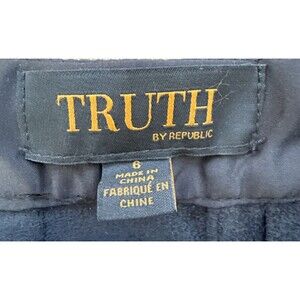 TRUTH
BY REPUBLIC
6
MADE IN
CHINA
FABRIQUÉ EN
CHINE